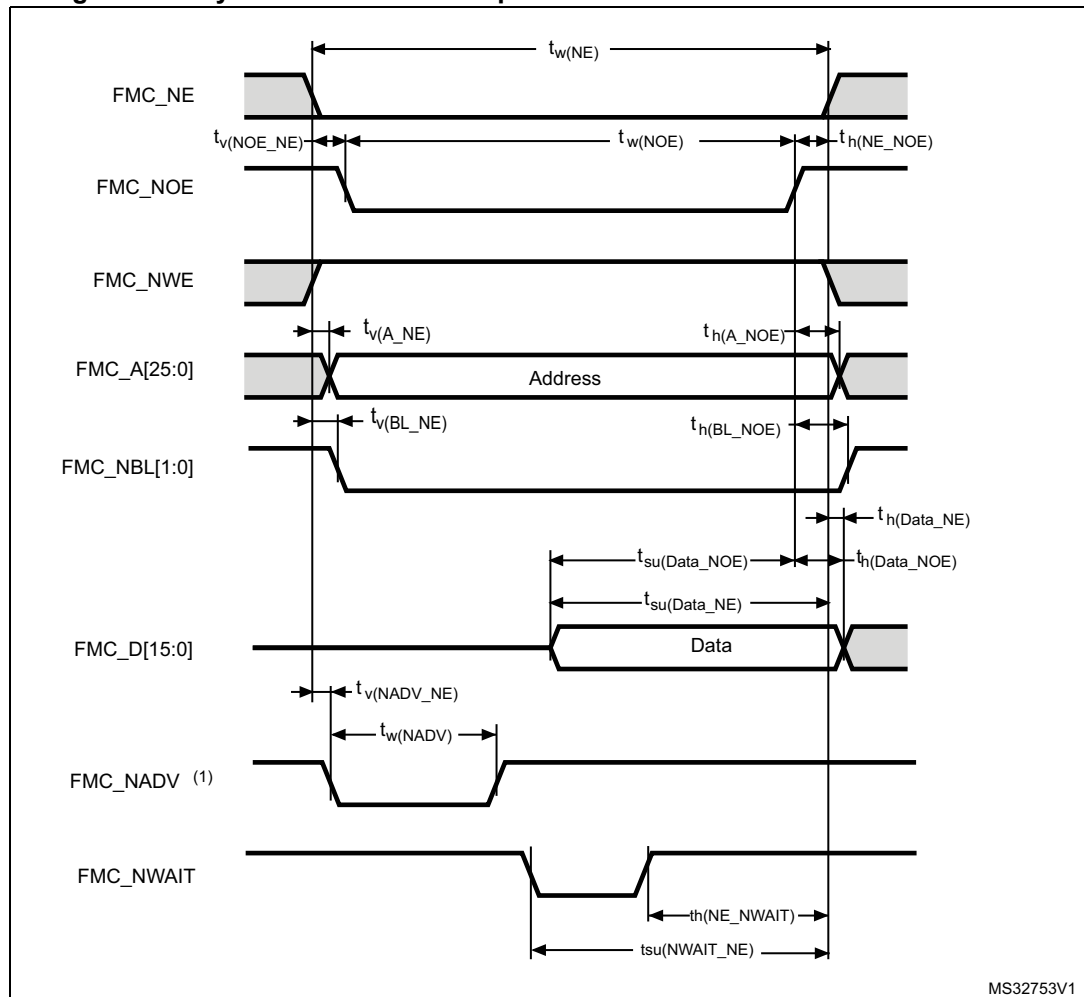 tw(NE)
FMC_NE
tv(NOE_NE)
tw(NOE)
th(NE_NOE)
FMC_NOE
FMC_NWE
tv(A_NE)
th(A_NOE)
FMC_A[25:0]
Address
tv(BL_NE)
th(BL_NOE)
FMC_NBL[1:0]
th(Data_NE)
tsu(Data_NOE)
th(Data_NOE)
tsu(Data_NE)
FMC_D[15:0]
Data
tv(NADV_NE)
tw(NADV)
FMC_NADV (1)
FMC_NWAIT
th(NE_NWAIT)
tsu(NWAIT_NE)
MS32753V1